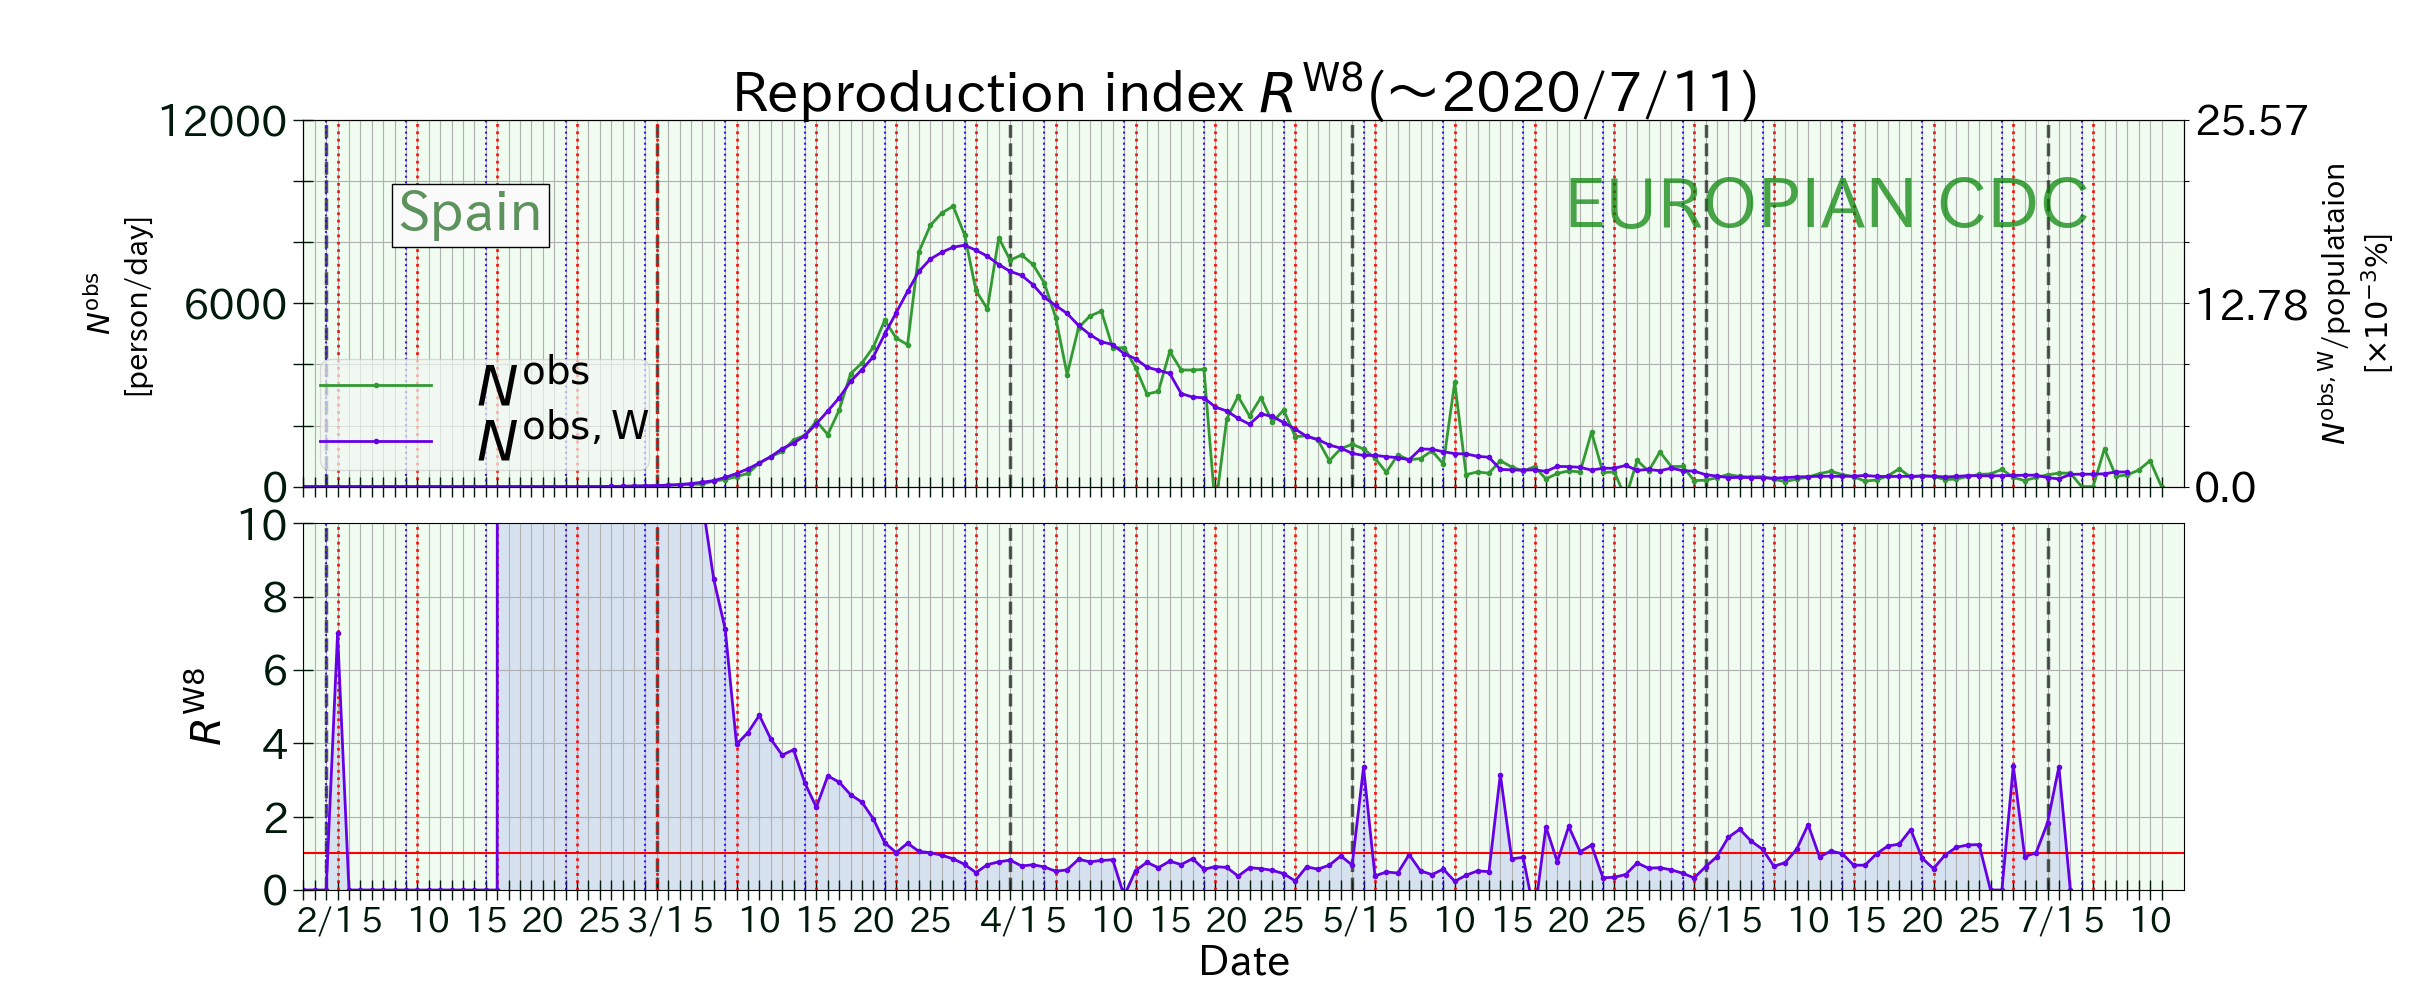 Reproduction index R^W8(～2020/7/11)
12000
6000
0
N^obs
[person/day]
Spain
EUROPIAN CDC
N^obs
N^obs, W
25.57
12.78
0.0
N^obs, W/populataion
[×10^−3%]
10
8
6
4
2
0
R^W8
2/1 5 10 15 20 25 3/1 5 10 15 20 25 4/1 5 10 15 20 25 5/1 5 10 15 20 25 6/1 5 10 15 20 25 7/1 5 10
Date